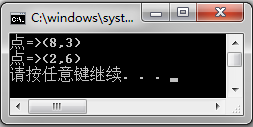 C:\windows\syst...
点=>(8,3)
点=>(2,6)
请按任意键继续. . .